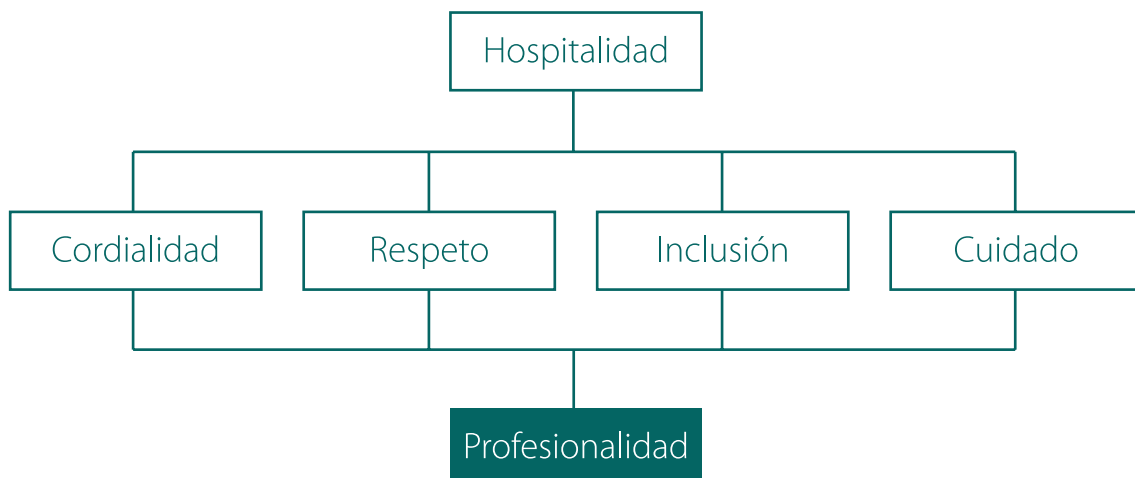 Hospitalidad
Cordialidad
Respeto
Inclusión
Cuidado
Profesionalidad